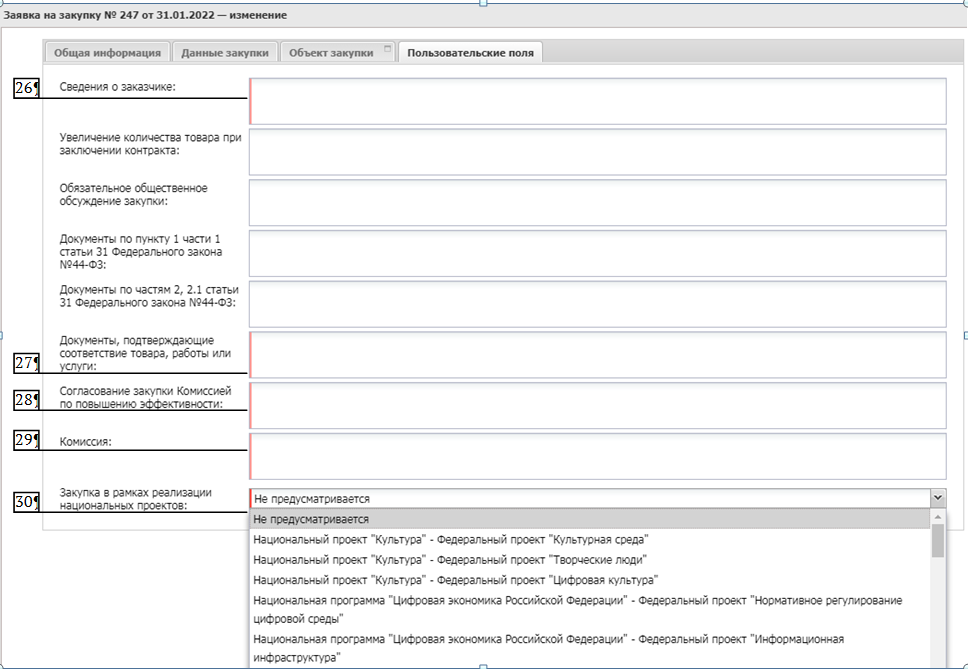 Заявка на закупку № 247 от 31.01.2022 — изменение
Общая информация Данные закупки Объект закупки Пользовательские поля
26¶ Сведения о заказчике:
Увеличение количества товара при
заключении контракта:
Обязательное общественное
обсуждение закупки:
Документы по пункту 1 части 1
статьи 31 Федерального закона
№44-ФЗ:
Документы по частям 2, 2.1 статьи
31 Федерального закона №44-ФЗ:
Документы, подтверждающие
соответствие товара, работы или
27¶ услуги:
Согласование закупки Комиссией
28¶ по повышению эффективности:
29¶ Комиссия:
Закупка в рамках реализации
30¶ национальных проектов:
Не предусматривается
Не предусматривается
Национальный проект "Культура" - Федеральный проект "Культурная среда"
Национальный проект "Культура" - Федеральный проект "Творческие люди"
Национальный проект "Культура" - Федеральный проект "Цифровая культура"
Национальная программа "Цифровая экономика Российской Федерации" - Федеральный проект "Нормативное регулирование
цифровой среды"
Национальная программа "Цифровая экономика Российской Федерации" - Федеральный проект "Информационная
инфраструктура"